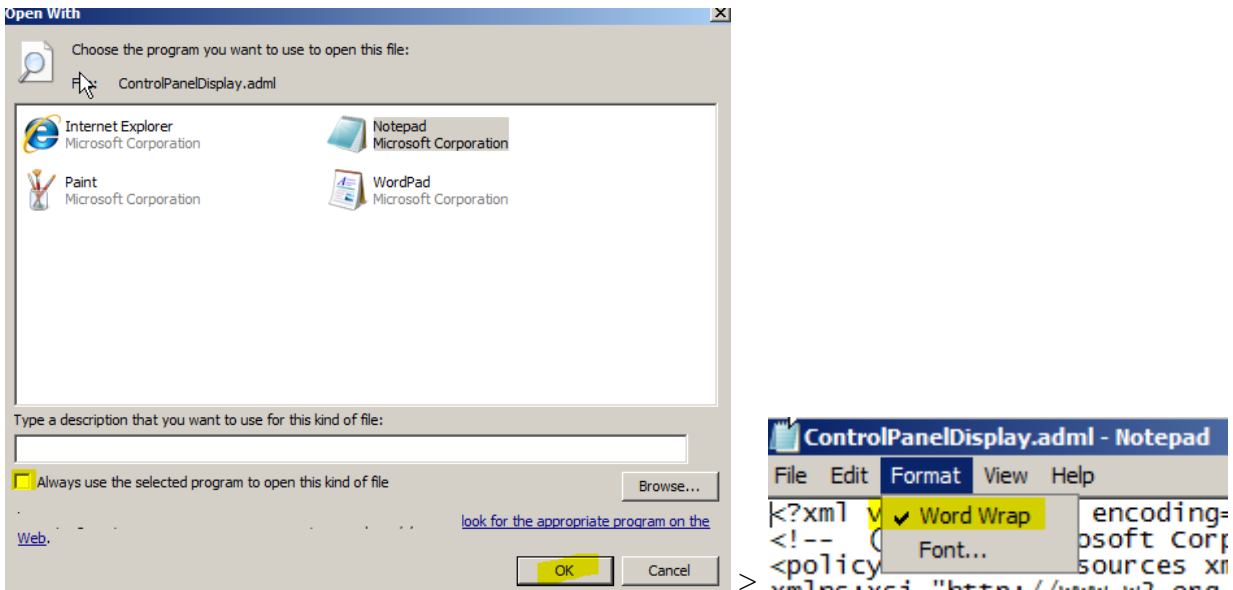 Open With
Choose the program you want to use to open this file:
ControlPanelDisplay.adml
Internet Explorer
Microsoft Corporation
Notepad
Microsoft Corporation
Paint
Microsoft Corporation
WordPad
Microsoft Corporation
Type a description that you want to use for this kind of file:
Always use the selected program to open this kind of file
Browse...
look for the appropriate program on the
Web.
OK
Cancel
>
ControlPanelDisplay.adml - Notepad
File Edit Format View Help
<?xml v encoding=
Word Wrap
<!-- ( osoft Corp
Font...
<policy sources xm